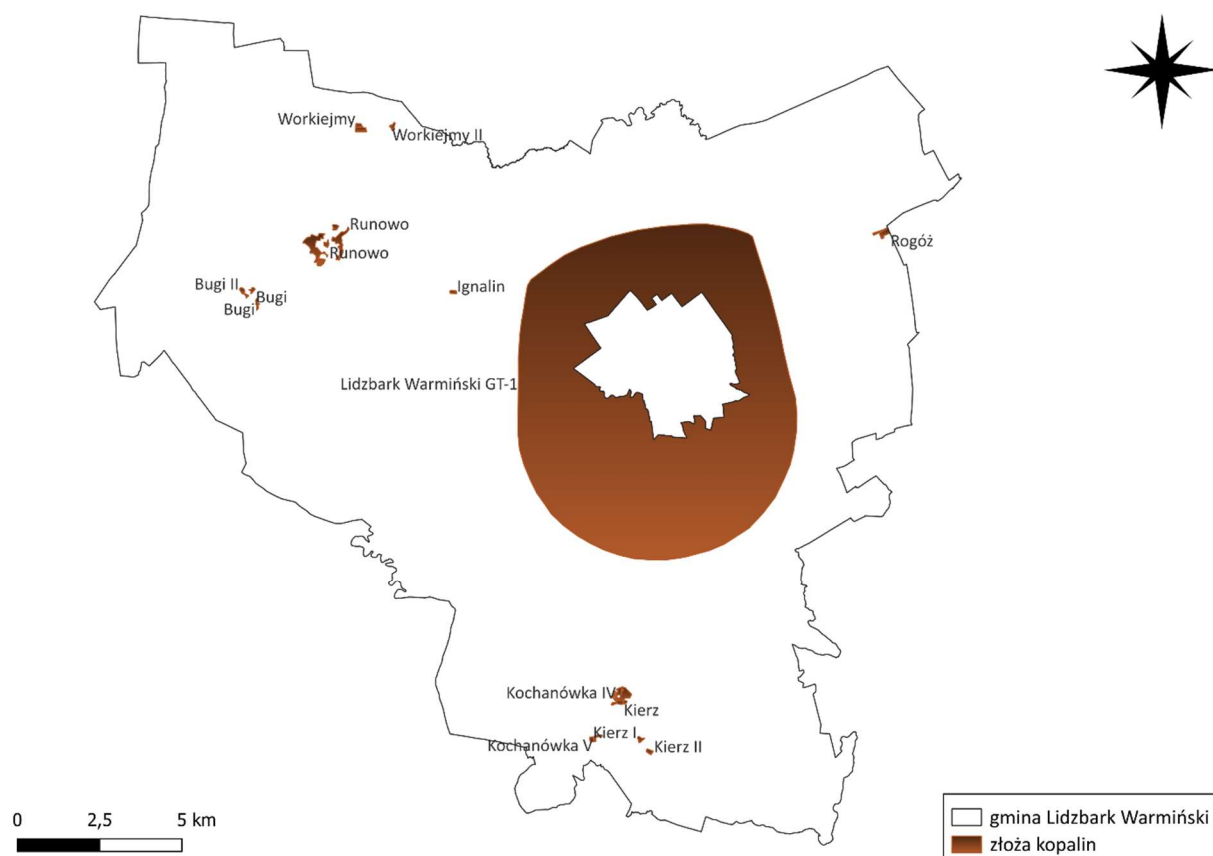 Workiejmy
Workiejmy II
Runowo
Runowo
Rogóż
Bugi II
Bugi
Bugi
Ignalin
Lidzbark Warmiński GT-1
Kochanówka IV
Kierz
Kierz I
Kochanówka V
Kierz II
0 2,5 5 km
gmina Lidzbark Warmiński
złoża kopalin